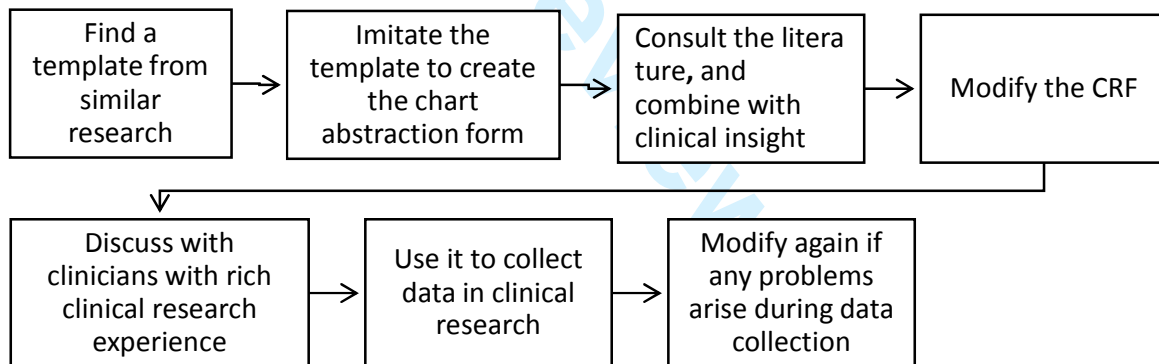 Find a
template from
similar
research
Imitate the
template to create
the chart
abstraction form
Consult the litera
ture, and
combine with
clinical insight
Modify the CRF
Discuss with
clinicians with rich
clinical research
experience
Use it to collect
data in clinical
research
Modify again if
any problems
arise during data
collection